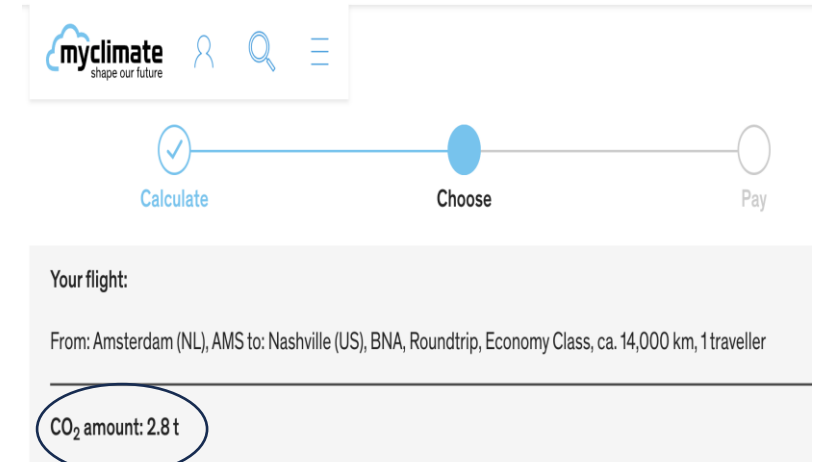 myclimate
shape our future
Calculate
Choose
Pay
Your flight:
From: Amsterdam (NL), AMS to: Nashville (US), BNA, Roundtrip, Economy Class, ca. 14,000 km, 1 traveller
CO₂ amount: 2.8 t